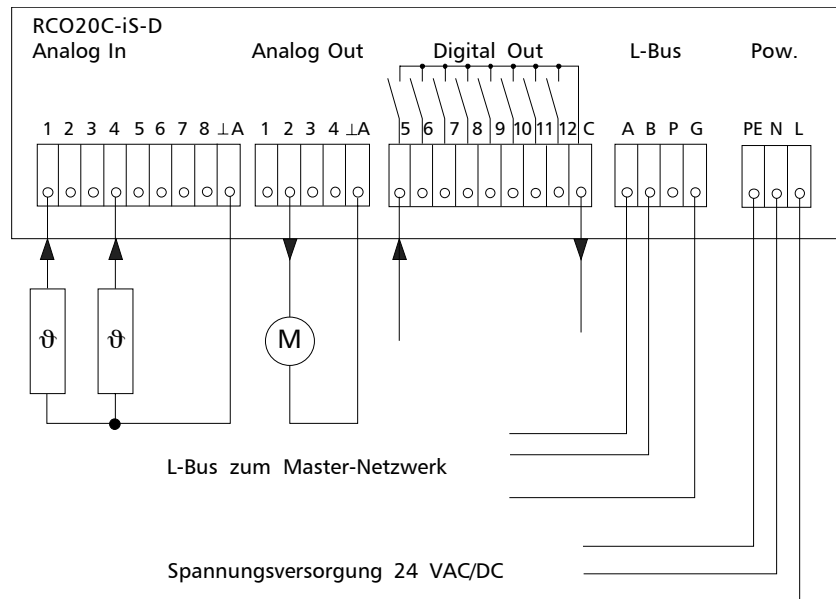 RCO20C-iS-D
Analog In Analog Out Digital Out L-Bus Pow.
1 2 3 4 5 6 7 8 ⊥A 1 2 3 4 ⊥A 5 6 7 8 9 10 11 12 C A B P G PE N L
ϑ ϑ M
L-Bus zum Master-Netzwerk
Spannungsversorgung 24 VAC/DC